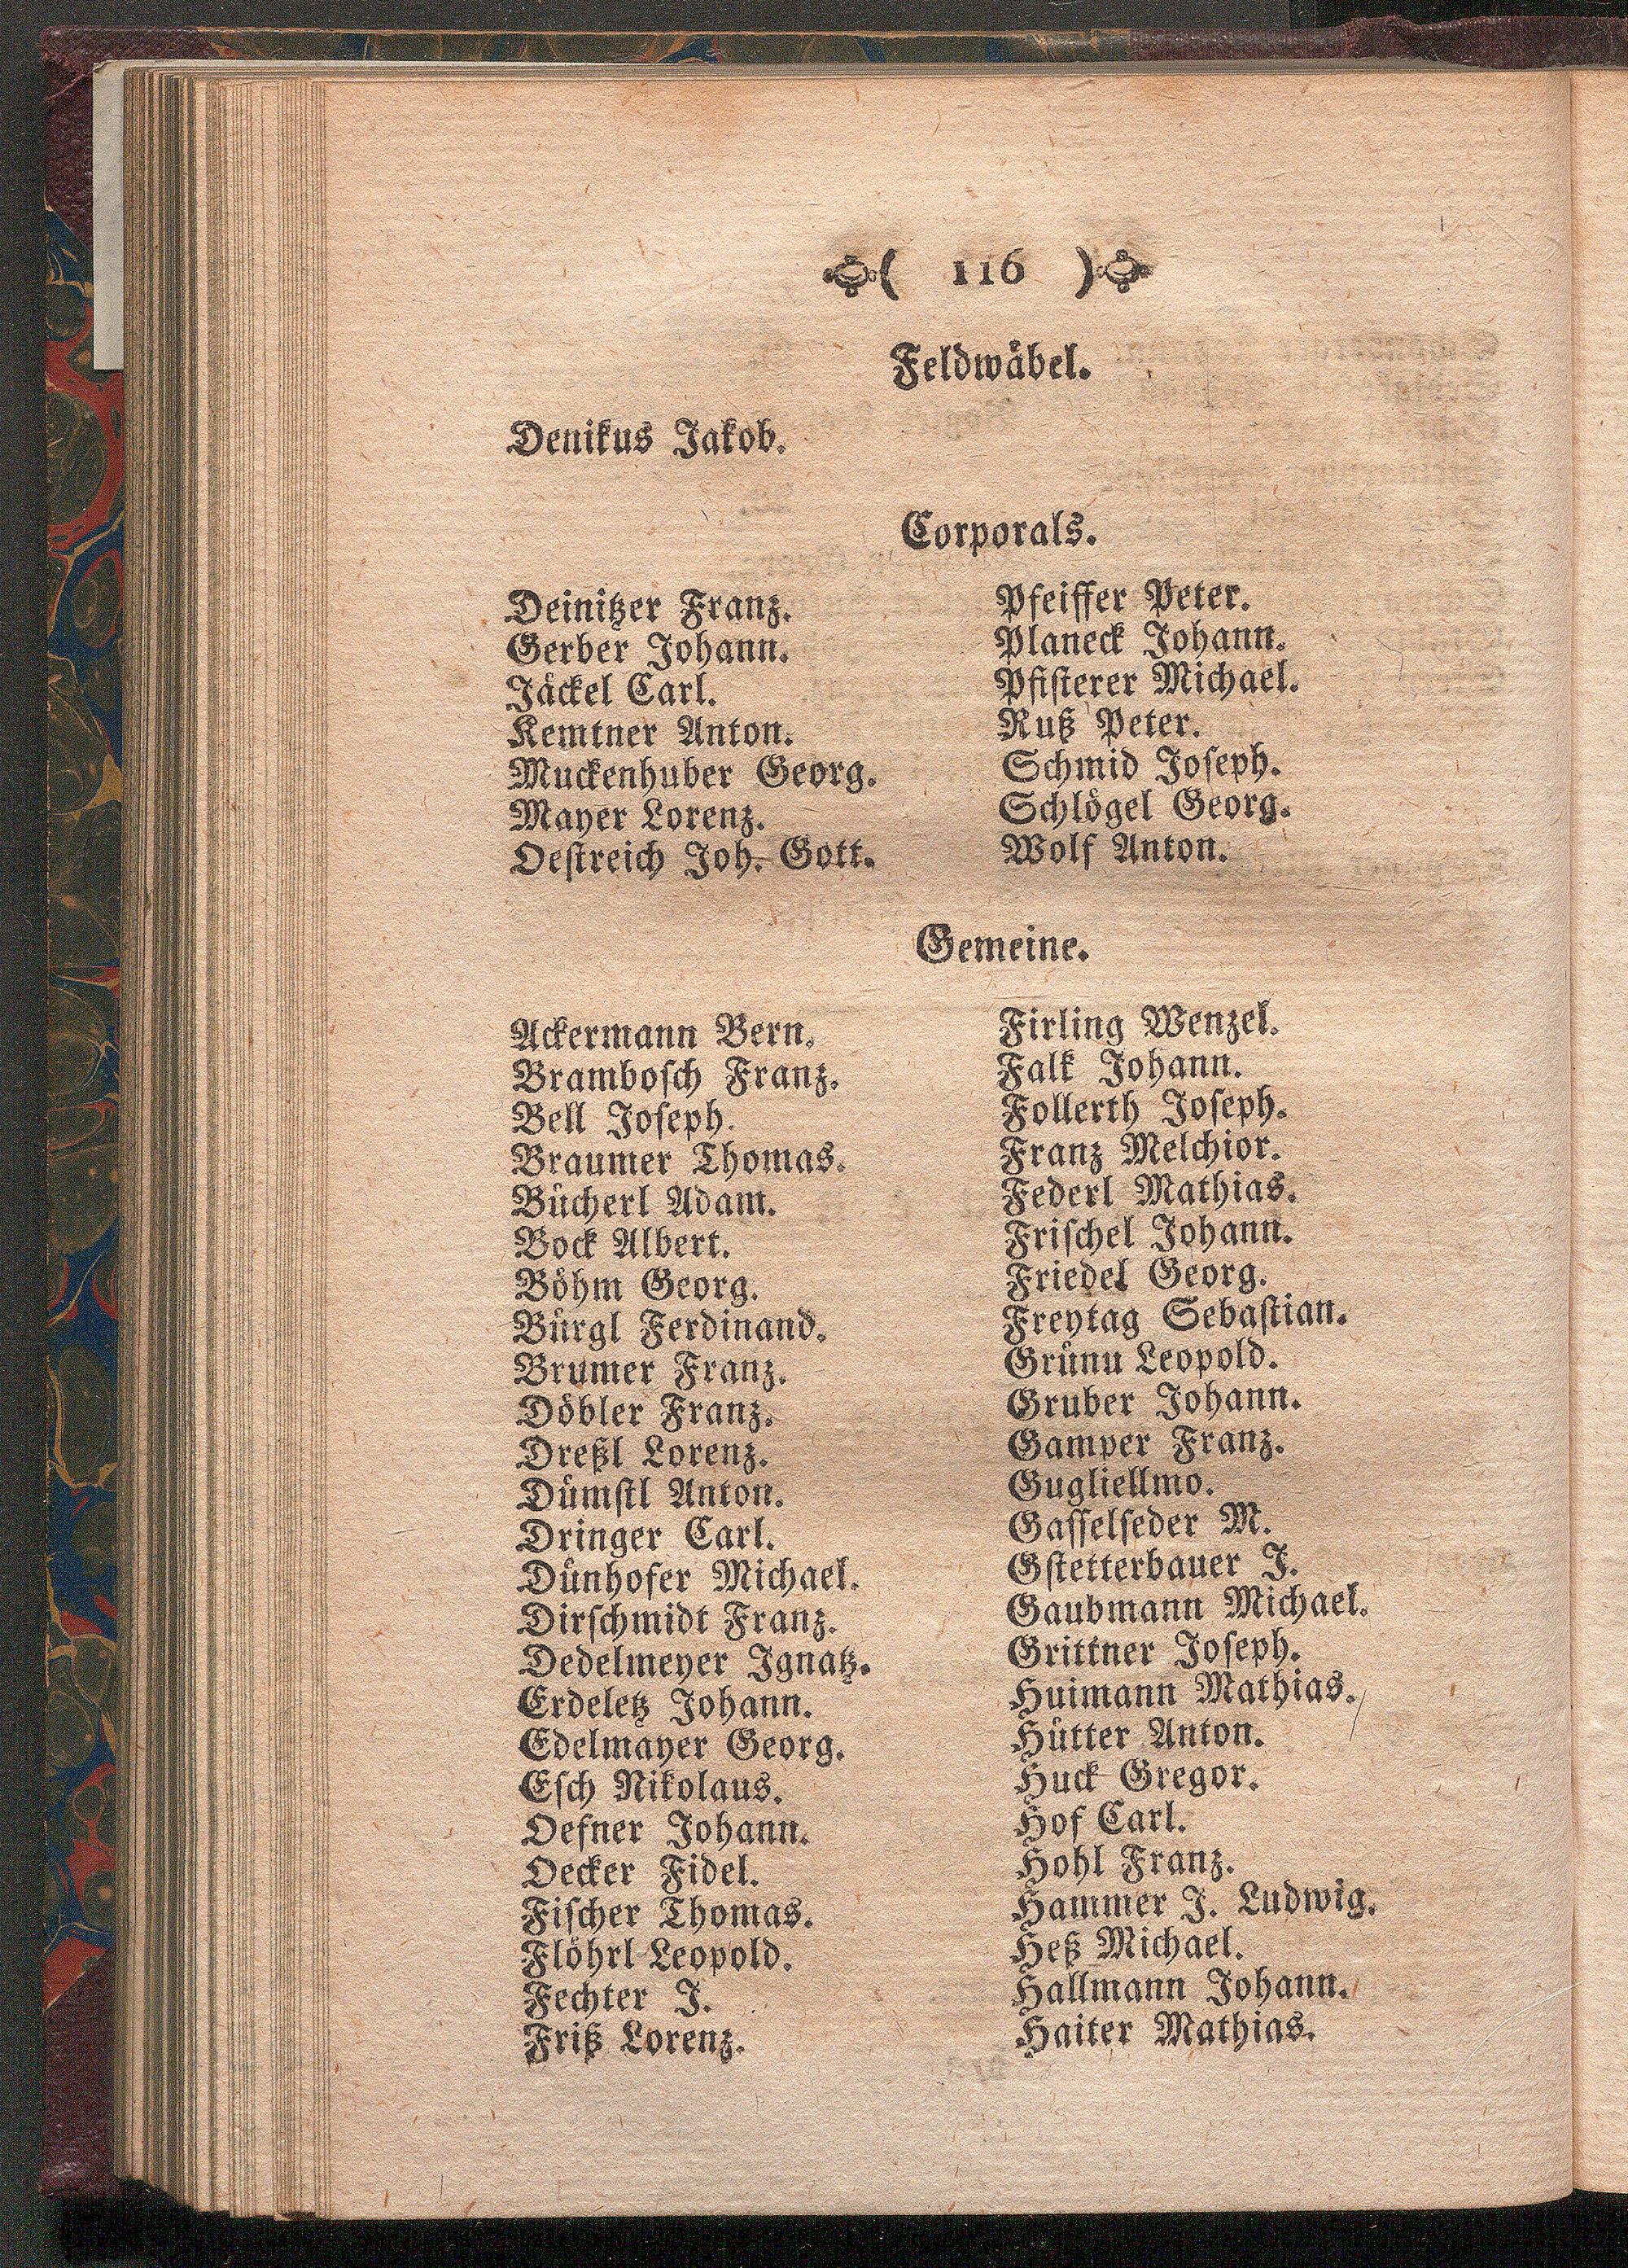 ( 116 )
Feldwäbel.
Denikus Jakob.
Corporals.
Deinitzer Franz.
Gerber Johann.
Jäckel Carl.
Kemtner Anton.
Muckenhuber Georg.
Mayer Lorenz.
Oestreich Joh. Gott.
Pfeiffer Peter.
Planeck Johann.
Pfisterer Michael.
Ruß Peter.
Schmid Joseph.
Schlögel Georg.
Wolf Anton.
Gemeine.
Ackermann Bern.
Brambosch Franz.
Bell Joseph.
Braumer Thomas.
Bücherl Adam.
Bock Albert.
Böhm Georg.
Bürgl Ferdinand.
Brumer Franz.
Döbler Franz.
Dreßl Lorenz.
Dümstl Anton.
Dringer Carl.
Dünhofer Michael.
Dirschmidt Franz.
Dedelmeyer Ignatz.
Erdeletz Johann.
Edelmayer Georg.
Esch Nikolaus.
Oefner Johann.
Oecker Fidel.
Fischer Thomas.
Flöhrl Leopold.
Fechter J.
Friß Lorenz.
Firling Wenzel.
Falk Johann.
Follerth Joseph.
Franz Melchior.
Federl Mathias.
Frischel Johann.
Friedel Georg.
Freytag Sebastian.
Grünu Leopold.
Gruber Johann.
Gamper Franz.
Gugliellmo.
Gasselseder M.
Gstetterbauer J.
Gaubmann Michael.
Grittner Joseph.
Huimann Mathias.
Hütter Anton.
Huck Gregor.
Hof Carl.
Hohl Franz.
Hammer J. Ludwig.
Heß Michael.
Hallmann Johann.
Haiter Mathias.